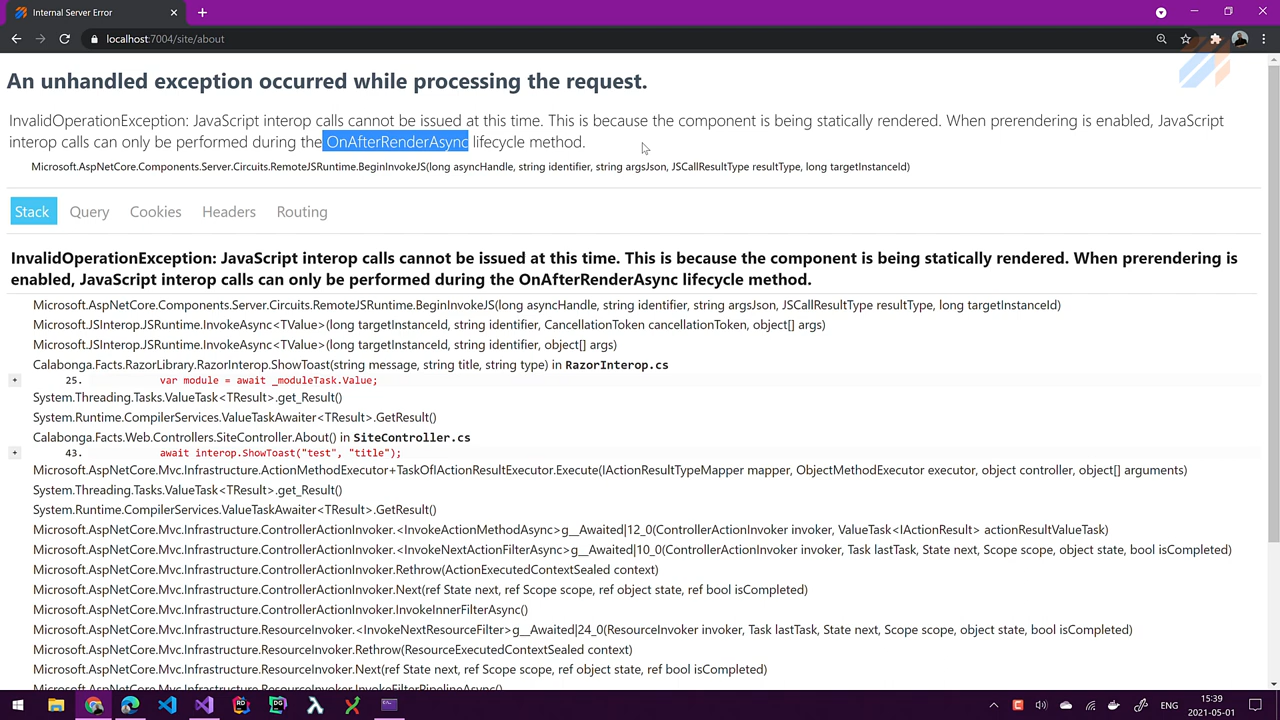 Internal Server Error
localhost:7004/site/about
An unhandled exception occurred while processing the request.
InvalidOperationException: JavaScript interop calls cannot be issued at this time. This is because the component is being statically rendered. When prerendering is enabled, JavaScript
interop calls can only be performed during the OnAfterRenderAsync lifecycle method.
Microsoft.AspNetCore.Components.Server.Circuits.RemoteJSRuntime.BeginInvokeJS(long asyncHandle, string identifier, string argsJson, JSCallResultType resultType, long targetInstanceId)
Stack Query Cookies Headers Routing
InvalidOperationException: JavaScript interop calls cannot be issued at this time. This is because the component is being statically rendered. When prerendering is
enabled, JavaScript interop calls can only be performed during the OnAfterRenderAsync lifecycle method.
Microsoft.AspNetCore.Components.Server.Circuits.RemoteJSRuntime.BeginInvokeJS(long asyncHandle, string identifier, string argsJson, JSCallResultType resultType, long targetInstanceId)
Microsoft.JSInterop.JSRuntime.InvokeAsync<TValue>(long targetInstanceId, string identifier, CancellationToken cancellationToken, object[] args)
Microsoft.JSInterop.JSRuntime.InvokeAsync<TValue>(long targetInstanceId, string identifier, object[] args)
Calabonga.Facts.RazorLibrary.RazorInterop.ShowToast(string message, string title, string type) in RazorInterop.cs
+ 25. var module = await _moduleTask.Value;
System.Threading.Tasks.ValueTask<TResult>.get_Result()
System.Runtime.CompilerServices.ValueTaskAwaiter<TResult>.GetResult()
Calabonga.Facts.Web.Controllers.SiteController.About() in SiteController.cs
+ 43. await interop.ShowToast("test", "title");
Microsoft.AspNetCore.Mvc.Infrastructure.ActionMethodExecutor+TaskOfIActionResultExecutor.Execute(IActionResultTypeMapper mapper, ObjectMethodExecutor executor, object controller, object[] arguments)
System.Threading.Tasks.ValueTask<TResult>.get_Result()
System.Runtime.CompilerServices.ValueTaskAwaiter<TResult>.GetResult()
Microsoft.AspNetCore.Mvc.Infrastructure.ControllerActionInvoker.<InvokeActionMethodAsync>g__Awaited|12_0(ControllerActionInvoker invoker, ValueTask<IActionResult> actionResultValueTask)
Microsoft.AspNetCore.Mvc.Infrastructure.ControllerActionInvoker.<InvokeNextActionFilterAsync>g__Awaited|10_0(ControllerActionInvoker invoker, Task lastTask, State next, Scope scope, object state, bool isCompleted)
Microsoft.AspNetCore.Mvc.Infrastructure.ControllerActionInvoker.Rethrow(ActionExecutedContextSealed context)
Microsoft.AspNetCore.Mvc.Infrastructure.ControllerActionInvoker.Next(ref State next, ref Scope scope, ref object state, ref bool isCompleted)
Microsoft.AspNetCore.Mvc.Infrastructure.ControllerActionInvoker.InvokeInnerFilterAsync()
Microsoft.AspNetCore.Mvc.Infrastructure.ResourceInvoker.<InvokeNextResourceFilter>g__Awaited|24_0(ResourceInvoker invoker, Task lastTask, State next, Scope scope, object state, bool isCompleted)
Microsoft.AspNetCore.Mvc.Infrastructure.ResourceInvoker.Rethrow(ResourceExecutedContextSealed context)
Microsoft.AspNetCore.Mvc.Infrastructure.ResourceInvoker.Next(ref State next, ref Scope scope, ref object state, ref bool isCompleted)
Microsoft.AspNetCore.Mvc.Infrastructure.ResourceInvoker.InvokeFilterPipelineAsync()
RD
DG
ENG
15:39
2021-05-01